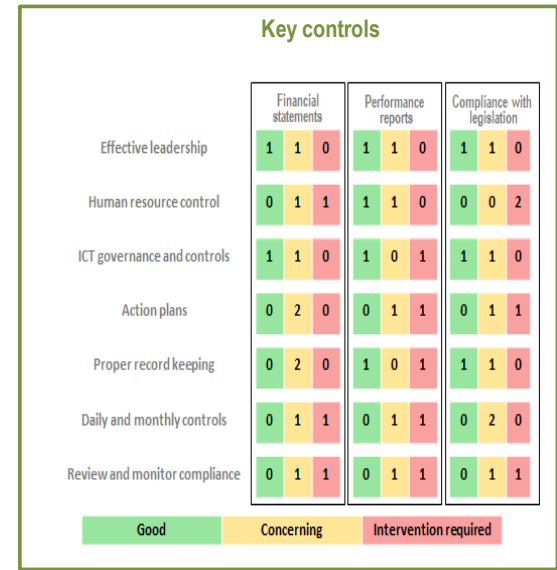 Key controls
Financial statements Performance reports Compliance with legislation
Effective leadership 1 1 0 1 1 0 1 1 0
Human resource control 0 1 1 1 1 0 0 0 2
ICT governance and controls 1 1 0 1 0 1 1 1 0
Action plans 0 2 0 0 1 1 0 1 1
Proper record keeping 0 2 0 1 0 1 1 1 0
Daily and monthly controls 0 1 1 0 1 1 0 2 0
Review and monitor compliance 0 1 1 0 1 1 0 1 1
Good Concerning Intervention required